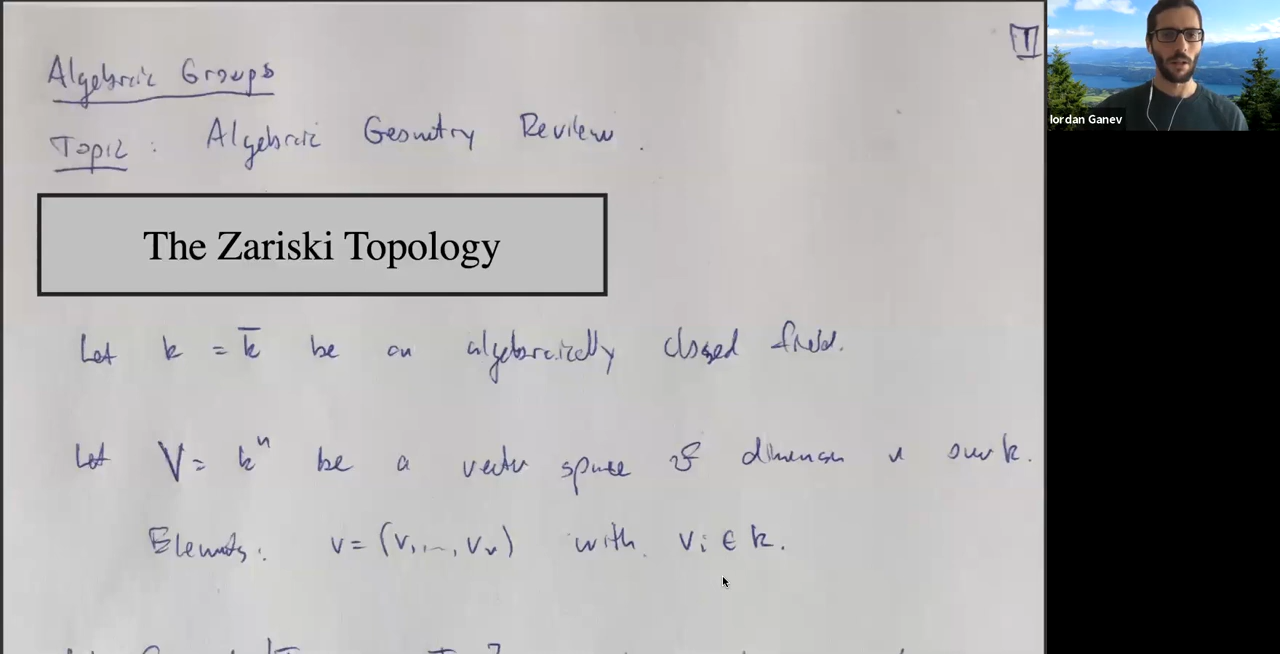 1
Algebraic Groups
Topic: Algebraic Geometry Review.
The Zariski Topology
Let k = k̅ be an algebraically closed field.
Let V = kⁿ be a vector space of dimension n over k.
Elements: v = (v₁, ..., vₙ) with vᵢ ∈ k.
Iordan Ganev